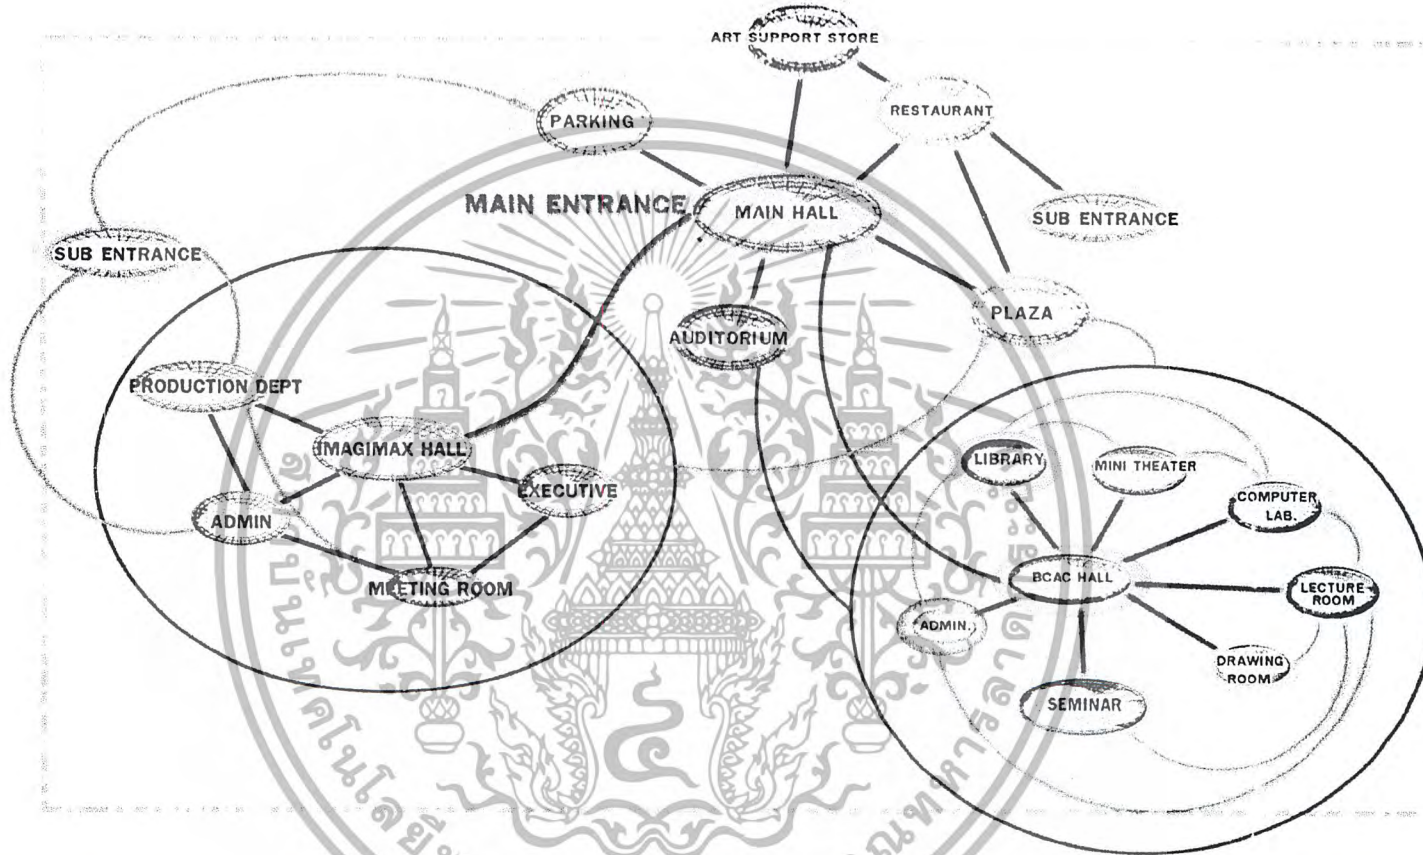 ART SUPPORT STORE
RESTAURANT
PARKING
MAIN ENTRANCE
MAIN HALL
SUB ENTRANCE
SUB ENTRANCE
PLAZA
AUDITORIUM
PRODUCTION DEPT
IMAGIMAX HALL
EXECUTIVE
ADMIN
MEETING ROOM
LIBRARY
MINI THEATER
COMPUTER
LAB.
BCAC HALL
LECTURE
ROOM
ADMIN.
DRAWING
ROOM
SEMINAR